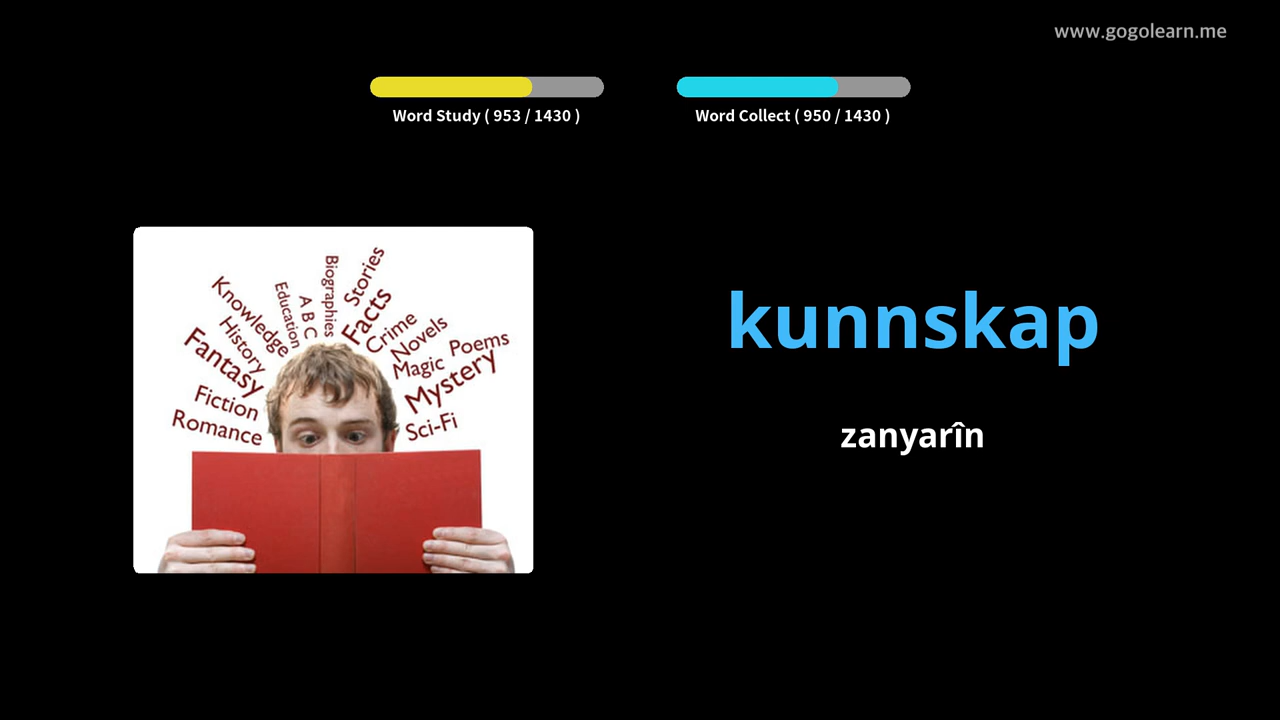 www.gogolearn.me
Word Study ( 953 / 1430 )
Word Collect ( 950 / 1430 )
kunnskap
zanyarîn
Romance
Fiction
Fantasy
History
Knowledge
Education
A B C
Biographies
Stories
Facts
Crime
Novels
Magic
Poems
Mystery
Sci-Fi